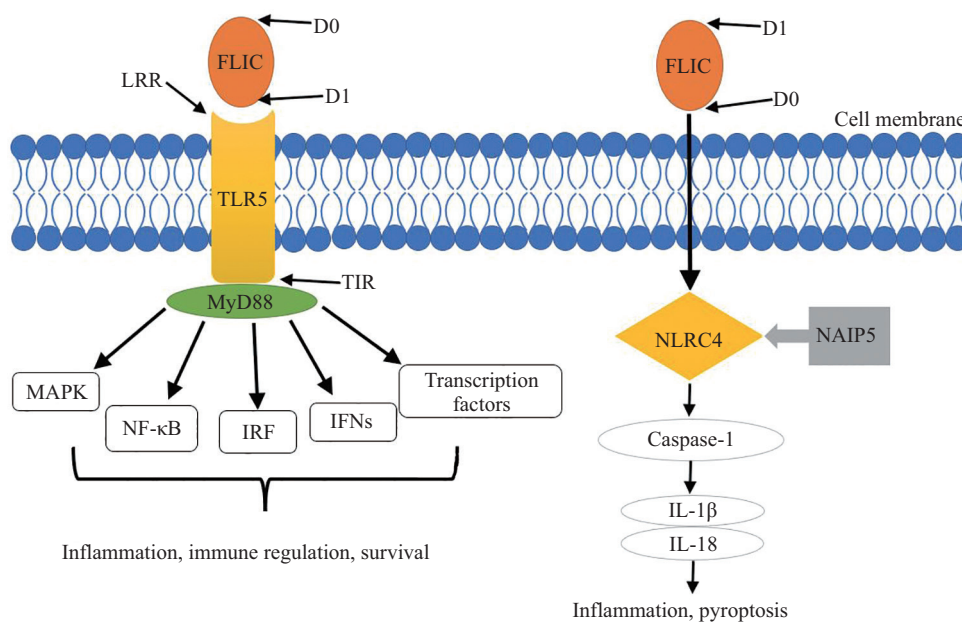 D0
FLIC
LRR
D1
TLR5
TIR
MyD88
MAPK
NF-κB
IRF
IFNs
Transcription
factors
Inflammation, immune regulation, survival
D1
FLIC
D0
Cell membrane
NLRC4
NAIP5
Caspase-1
IL-1β
IL-18
Inflammation, pyroptosis